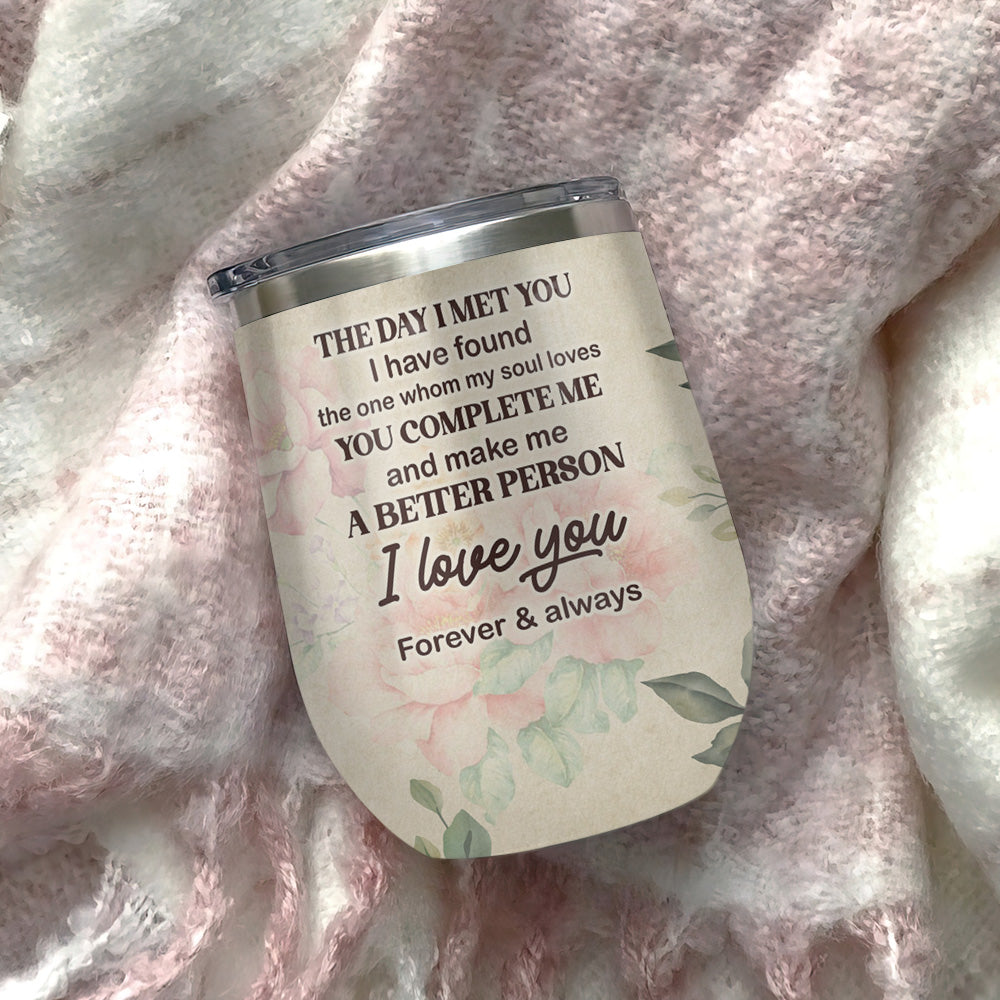 THE DAY I MET YOU
I have found
the one whom my soul loves
YOU COMPLETE ME
and make me
A BETTER PERSON
I love you
Forever & always